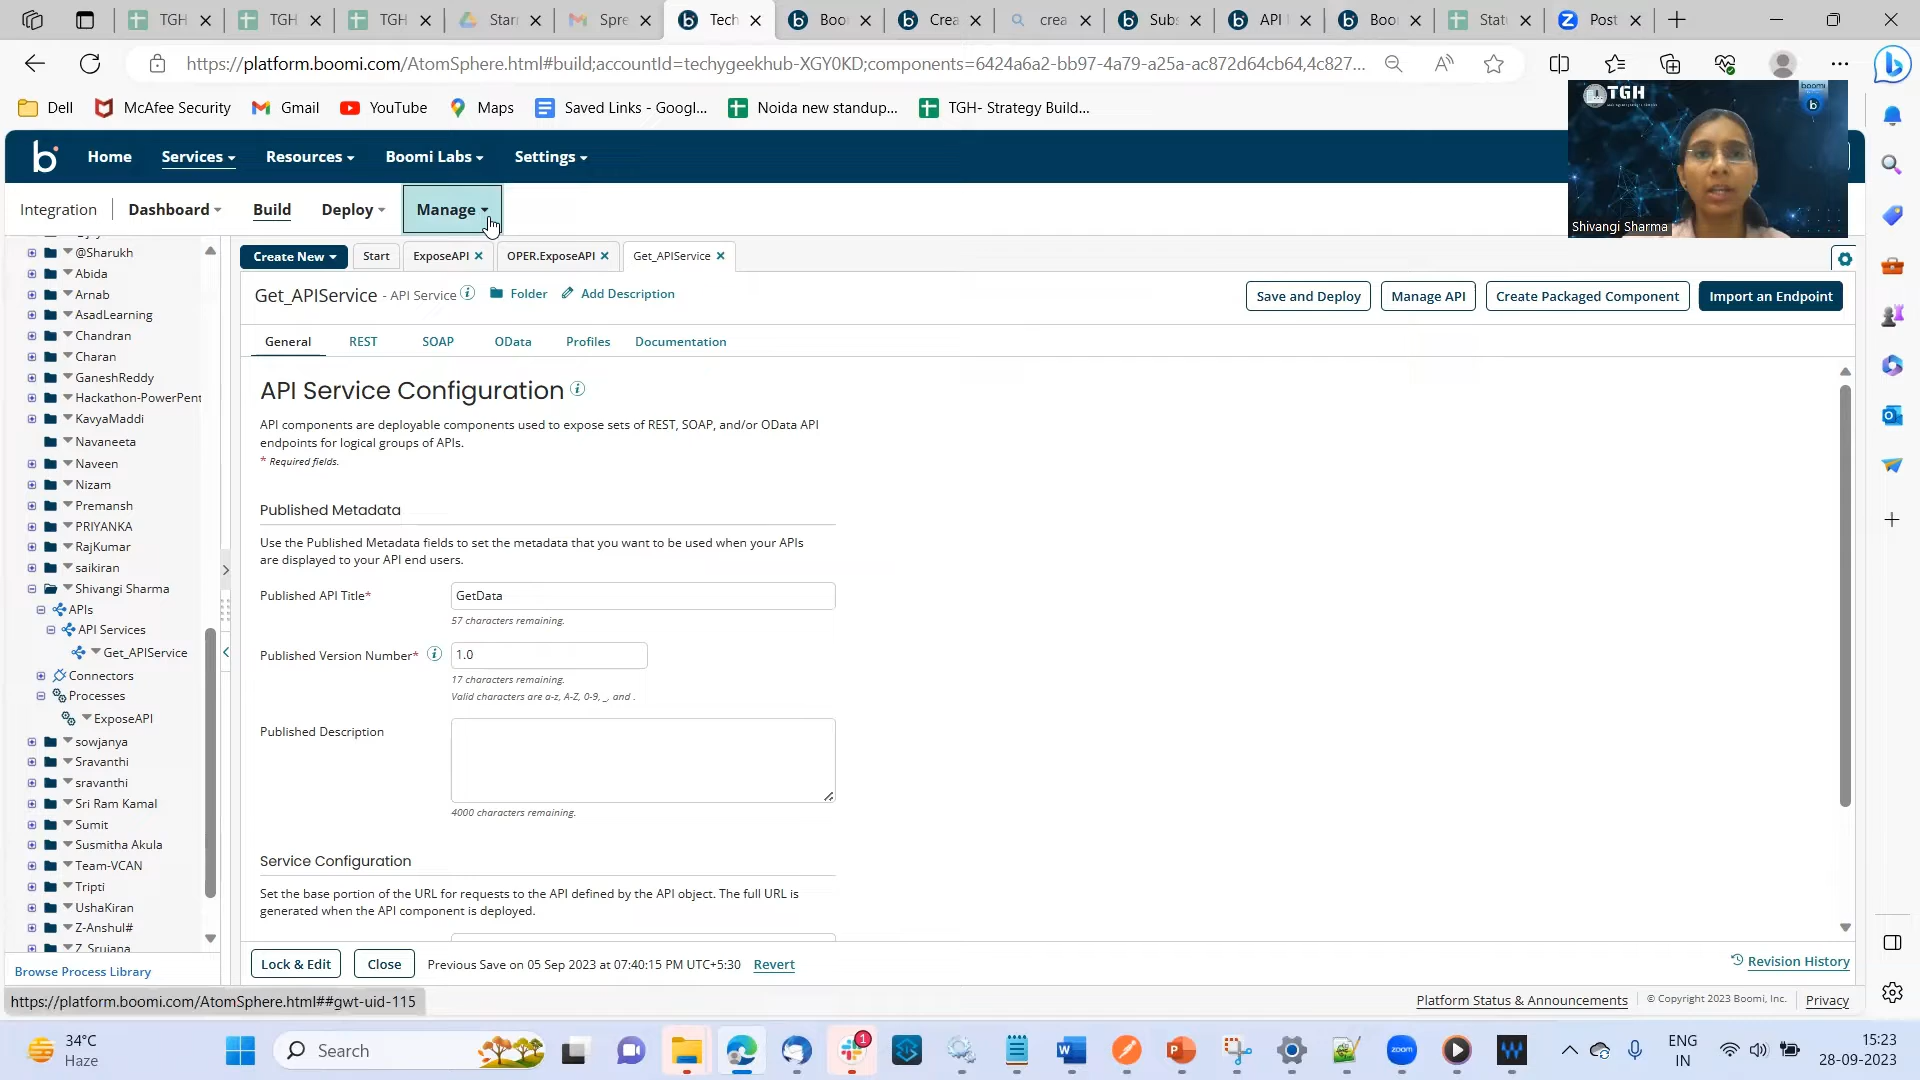 TGH
TGH
TGH
Star
Spre
Tech
Boo
Crea
crea
Subs
API
Boo
Stat
Post
https://platform.boomi.com/AtomSphere.html#build;accountId=techygeekhub-XGY0KD;components=6424a6a2-bb97-4a79-a25a-ac872d64cb64,4c827...
Dell
McAfee Security
Gmail
YouTube
Maps
Saved Links - Googl...
Noida new standup...
TGH- Strategy Build...
TGH
boomi
Shivangi Sharma
Home
Services
Resources
Boomi Labs
Settings
Integration
Dashboard
Build
Deploy
Manage
@Sharukh
Abida
Arnab
AsadLearning
Chandran
Charan
GaneshReddy
Hackathon-PowerPent
KavyaMaddi
Navaneeta
Naveen
Nizam
Premansh
PRIYANKA
RajKumar
saikiran
Shivangi Sharma
APIs
API Services
Get_APIService
Connectors
Processes
ExposeAPI
sowjanya
Sravanthi
sravanthi
Sri Ram Kamal
Sumit
Susmitha Akula
Team-VCAN
Tripti
UshaKiran
Z-Anshul#
Z_Srujana
Browse Process Library
Create New
Start
ExposeAPI
OPER.ExposeAPI
Get_APIService
Get_APIService - API Service
Folder
Add Description
Save and Deploy
Manage API
Create Packaged Component
Import an Endpoint
General
REST
SOAP
OData
Profiles
Documentation
API Service Configuration
API components are deployable components used to expose sets of REST, SOAP, and/or OData API
endpoints for logical groups of APIs.
* Required fields.
Published Metadata
Use the Published Metadata fields to set the metadata that you want to be used when your APIs
are displayed to your API end users.
Published API Title*
GetData
57 characters remaining.
Published Version Number*
1.0
17 characters remaining.
Valid characters are a-z, A-Z, 0-9, _, and .
Published Description
4000 characters remaining.
Service Configuration
Set the base portion of the URL for requests to the API defined by the API object. The full URL is
generated when the API component is deployed.
Lock & Edit
Close
Previous Save on 05 Sep 2023 at 07:40:15 PM UTC+5:30
Revert
Revision History
https://platform.boomi.com/AtomSphere.html##gwt-uid-115
Platform Status & Announcements
© Copyright 2023 Boomi, Inc.
Privacy
34°C
Haze
Search
1
zoom
ENG
IN
15:23
28-09-2023